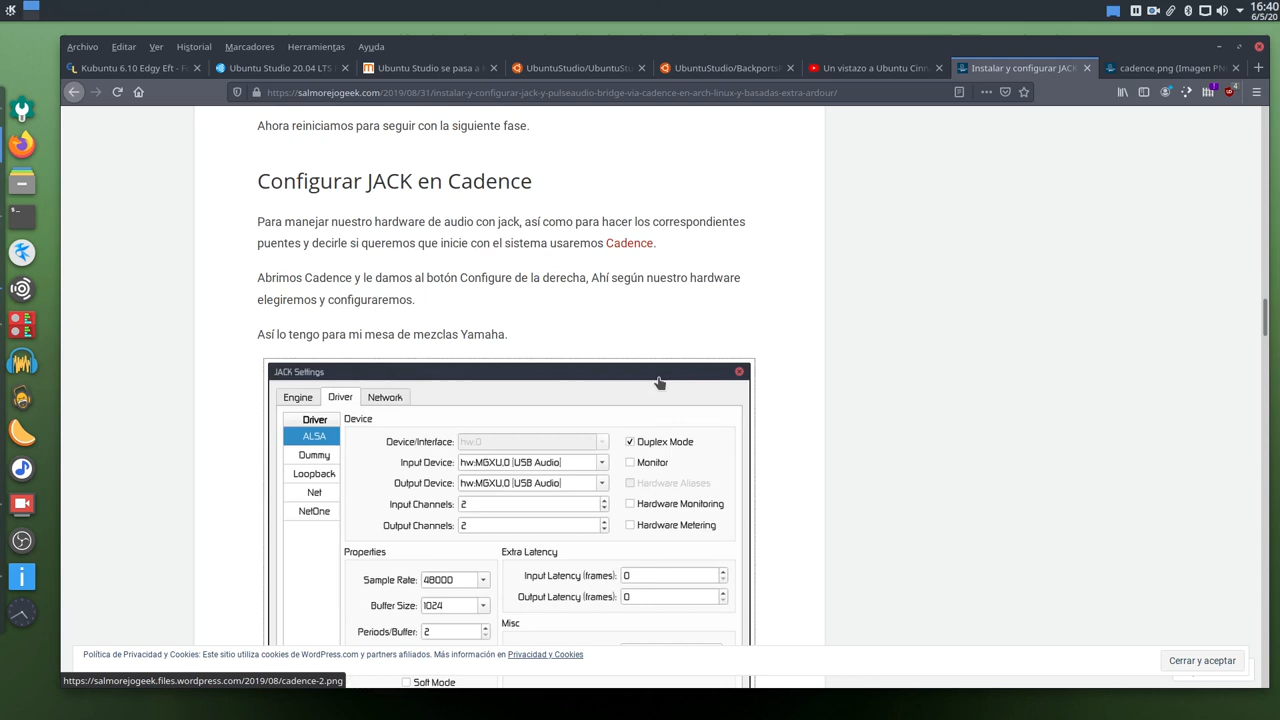 16:40
6/5/20
Archivo Editar Ver Historial Marcadores Herramientas Ayuda
Kubuntu 6.10 Edgy Eft - Fo
Ubuntu Studio 20.04 LTS
Ubuntu Studio se pasa a
UbuntuStudio/UbuntuStu
UbuntuStudio/Backports
Un vistazo a Ubuntu Cinn
Instalar y configurar JACK
cadence.png (Imagen PN
https://salmorejogeek.com/2019/08/31/instalar-y-configurar-jack-y-pulseaudio-bridge-via-cadence-en-arch-linux-y-basadas-extra-ardour/
1
4
Ahora reiniciamos para seguir con la siguiente fase.
Configurar JACK en Cadence
Para manejar nuestro hardware de audio con jack, así como para hacer los correspondientes
puentes y decirle si queremos que inicie con el sistema usaremos Cadence.
Abrimos Cadence y le damos al botón Configure de la derecha, Ahí según nuestro hardware
elegiremos y configuraremos.
Así lo tengo para mi mesa de mezclas Yamaha.
JACK Settings
Engine Driver Network
Driver
ALSA
Dummy
Loopback
Net
NetOne
Device
Device/Interface: hw:0
Duplex Mode
Input Device: hw:MGXU,0 [USB Audio]
Monitor
Output Device: hw:MGXU,0 [USB Audio]
Hardware Aliases
Input Channels: 2
Hardware Monitoring
Output Channels: 2
Hardware Metering
Properties
Extra Latency
Sample Rate: 48000
Input Latency (frames): 0
Buffer Size: 1024
Output Latency (frames): 0
Periods/Buffer: 2
Misc
Política de Privacidad y Cookies: Este sitio utiliza cookies de WordPress.com y partners afiliados. Más información en Privacidad y Cookies
Cerrar y aceptar
https://salmorejogeek.files.wordpress.com/2019/08/cadence-2.png
Soft Mode